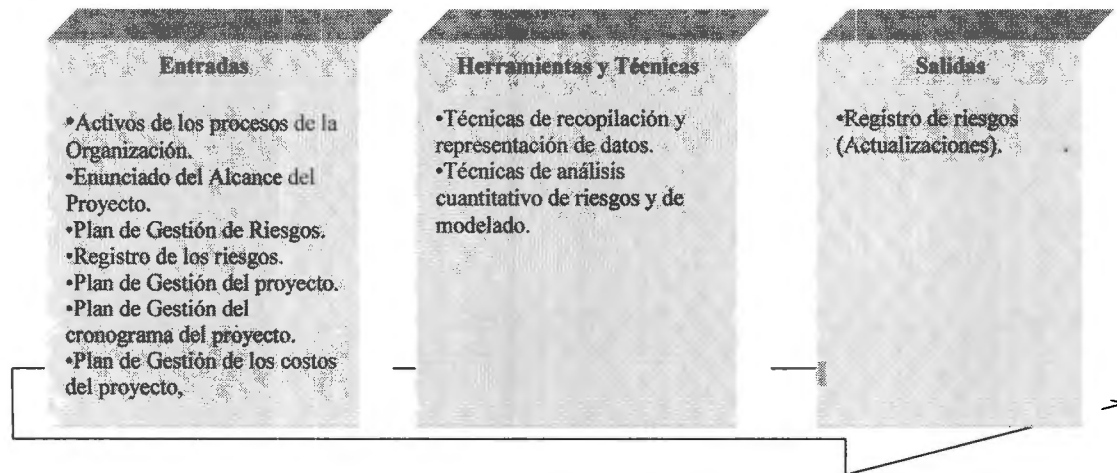 Entradas
•Activos de los procesos de la
Organización.
•Enunciado del Alcance del
Proyecto.
•Plan de Gestión de Riesgos.
•Registro de los riesgos.
•Plan de Gestión del proyecto.
•Plan de Gestión del
cronograma del proyecto.
•Plan de Gestión de los costos
del proyecto,
Herramientas y Técnicas
•Técnicas de recopilación y
representación de datos.
•Técnicas de análisis
cuantitativo de riesgos y de
modelado.
Salidas
•Registro de riesgos
(Actualizaciones).